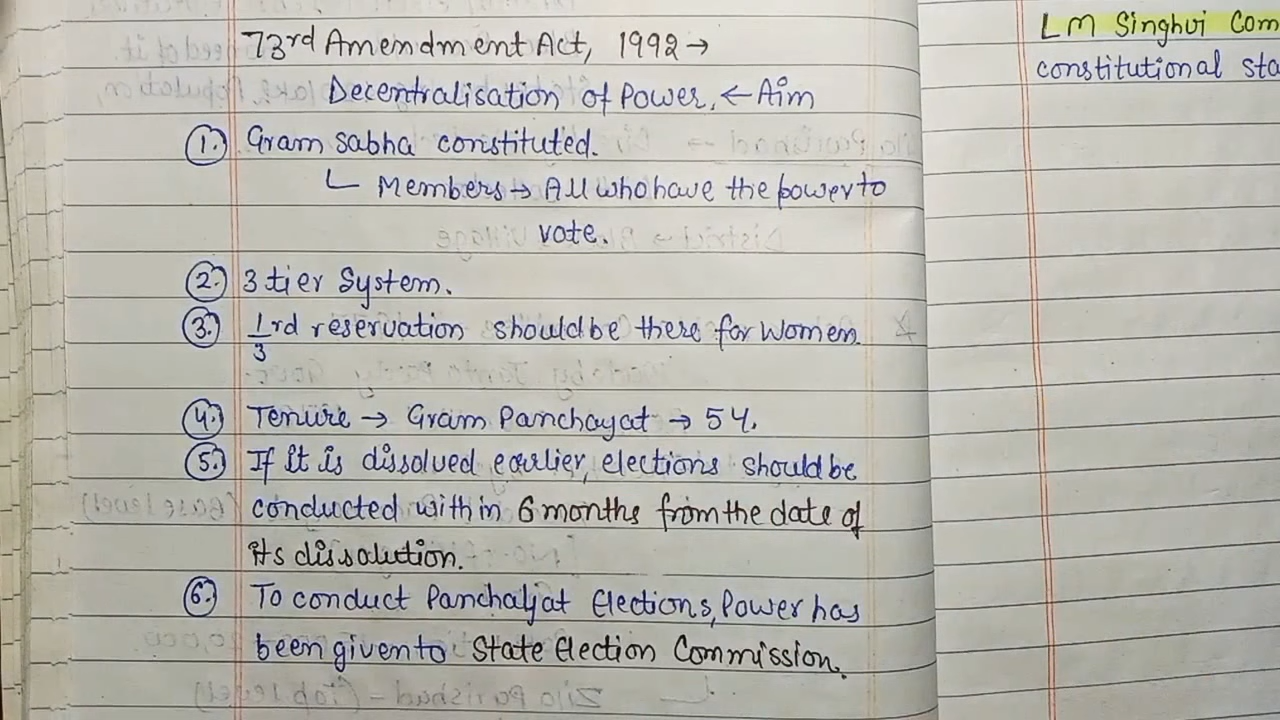 73rd Amendment Act, 1992 →
Decentralisation of Power. ← Aim
1. Gram sabha constituted.
↳ Members → All who have the power to
vote.
2. 3 tier System.
3. 1/3 rd reservation should be there for women.
4. Tenure → Gram Panchayat → 5 Y.
5. If it is dissolved earlier, elections should be
conducted within 6 months from the date of
its dissolution.
6. To conduct Panchayat Elections, Power has
been given to State Election Commission.
LM Singhvi Com
constitutional sta